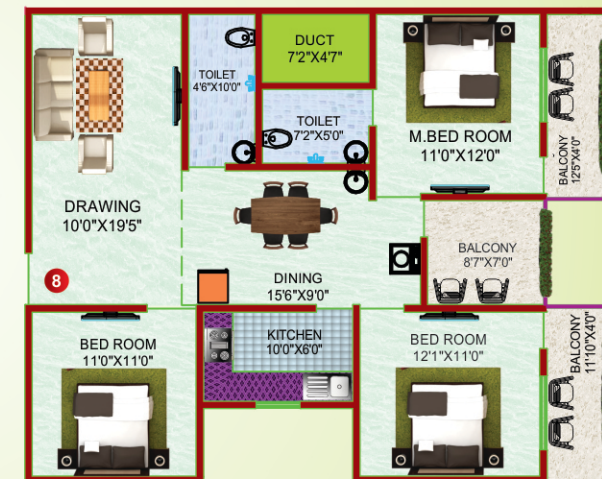 DUCT
7'2"X4'7"
TOILET
4'6"X10'0"
TOILET
7'2"X5'0"
M.BED ROOM
11'0"X12'0"
BALCONY
12'5"X4'0"
DRAWING
10'0"X19'5"
BALCONY
8'7"X7'0"
8
DINING
15'6"X9'0"
BED ROOM
11'0"X11'0"
KITCHEN
10'0"X6'0"
BED ROOM
12'1"X11'0"
BALCONY
11'10"X4'0"